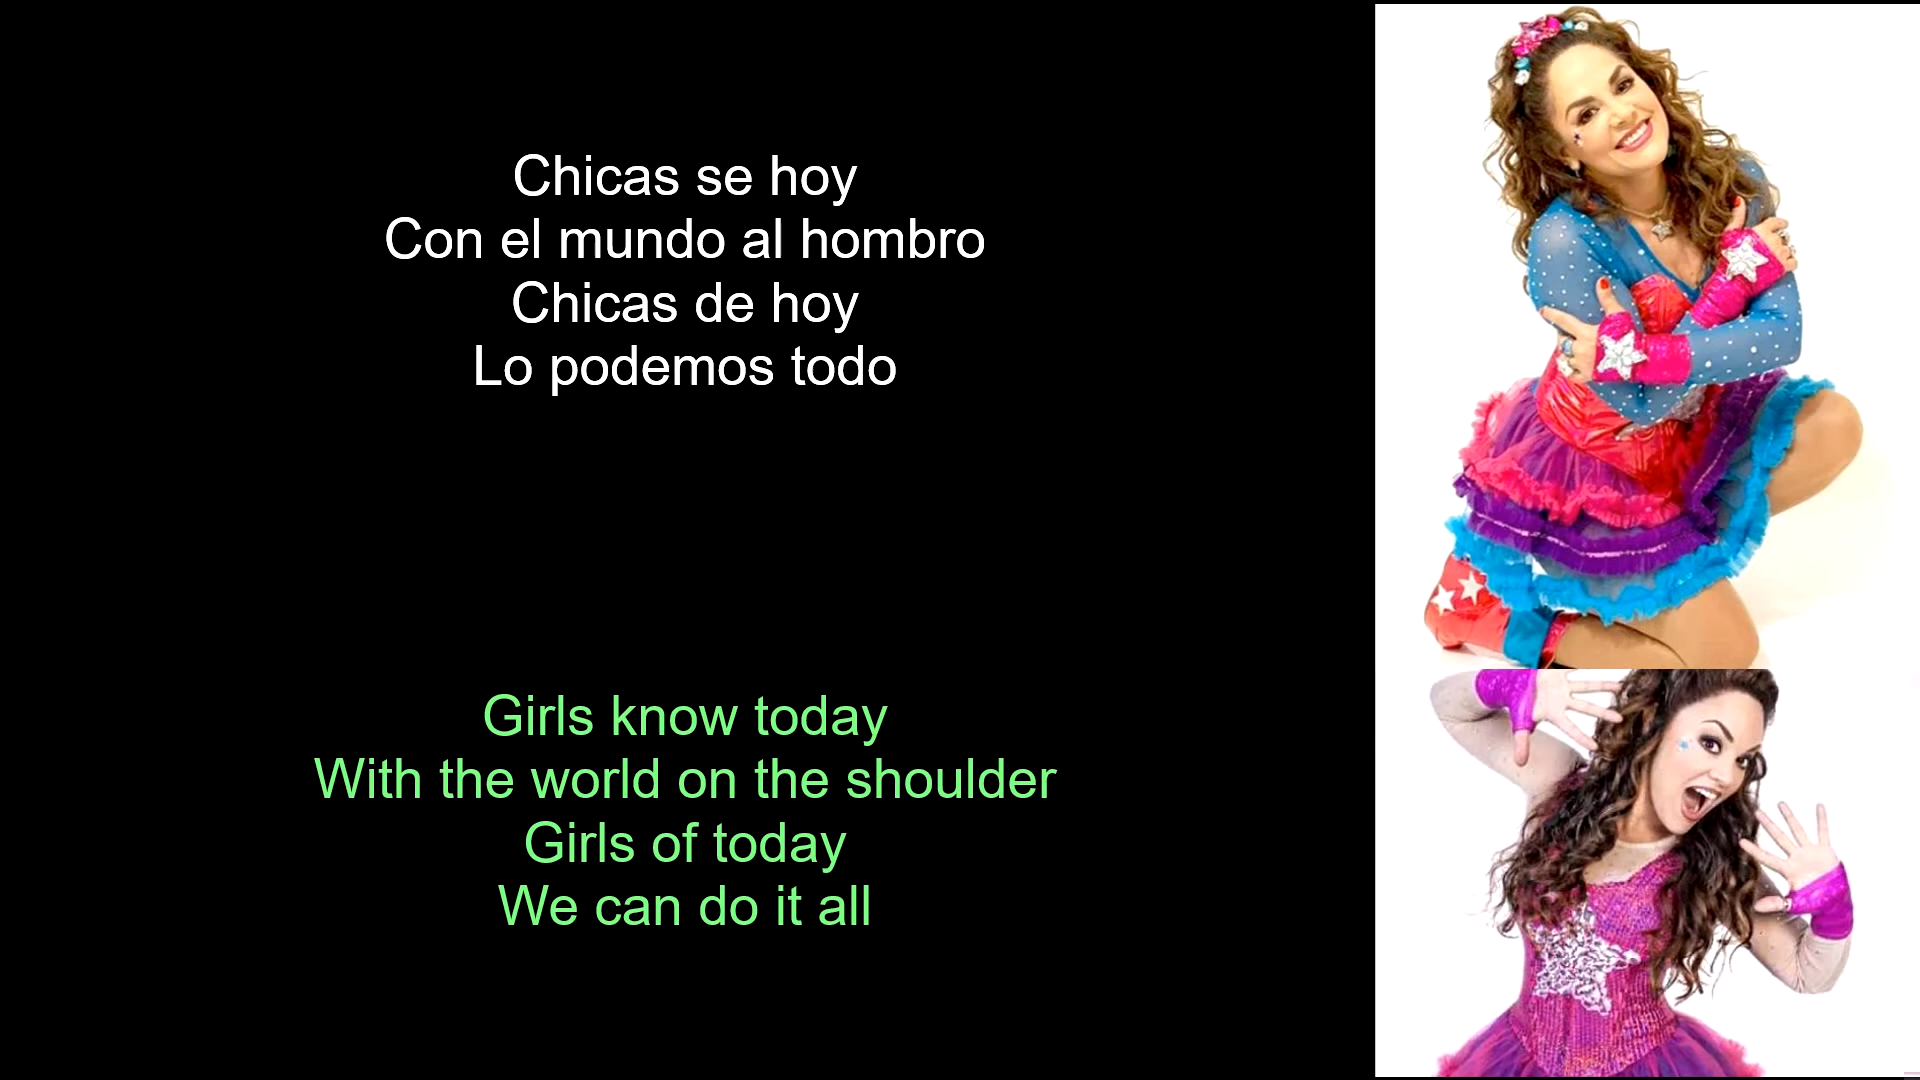 Chicas se hoy
Con el mundo al hombro
Chicas de hoy
Lo podemos todo
Girls know today
With the world on the shoulder
Girls of today
We can do it all